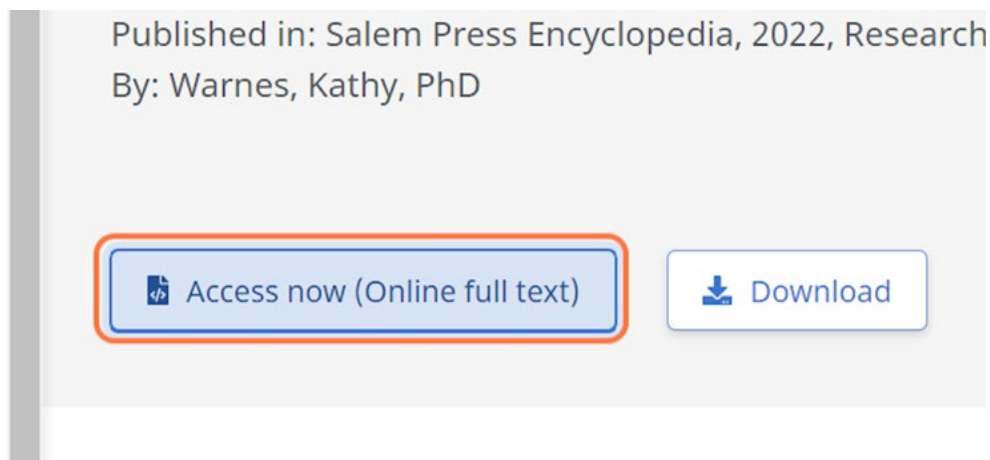 Published in: Salem Press Encyclopedia, 2022, Research
By: Warnes, Kathy, PhD
Access now (Online full text)
Download